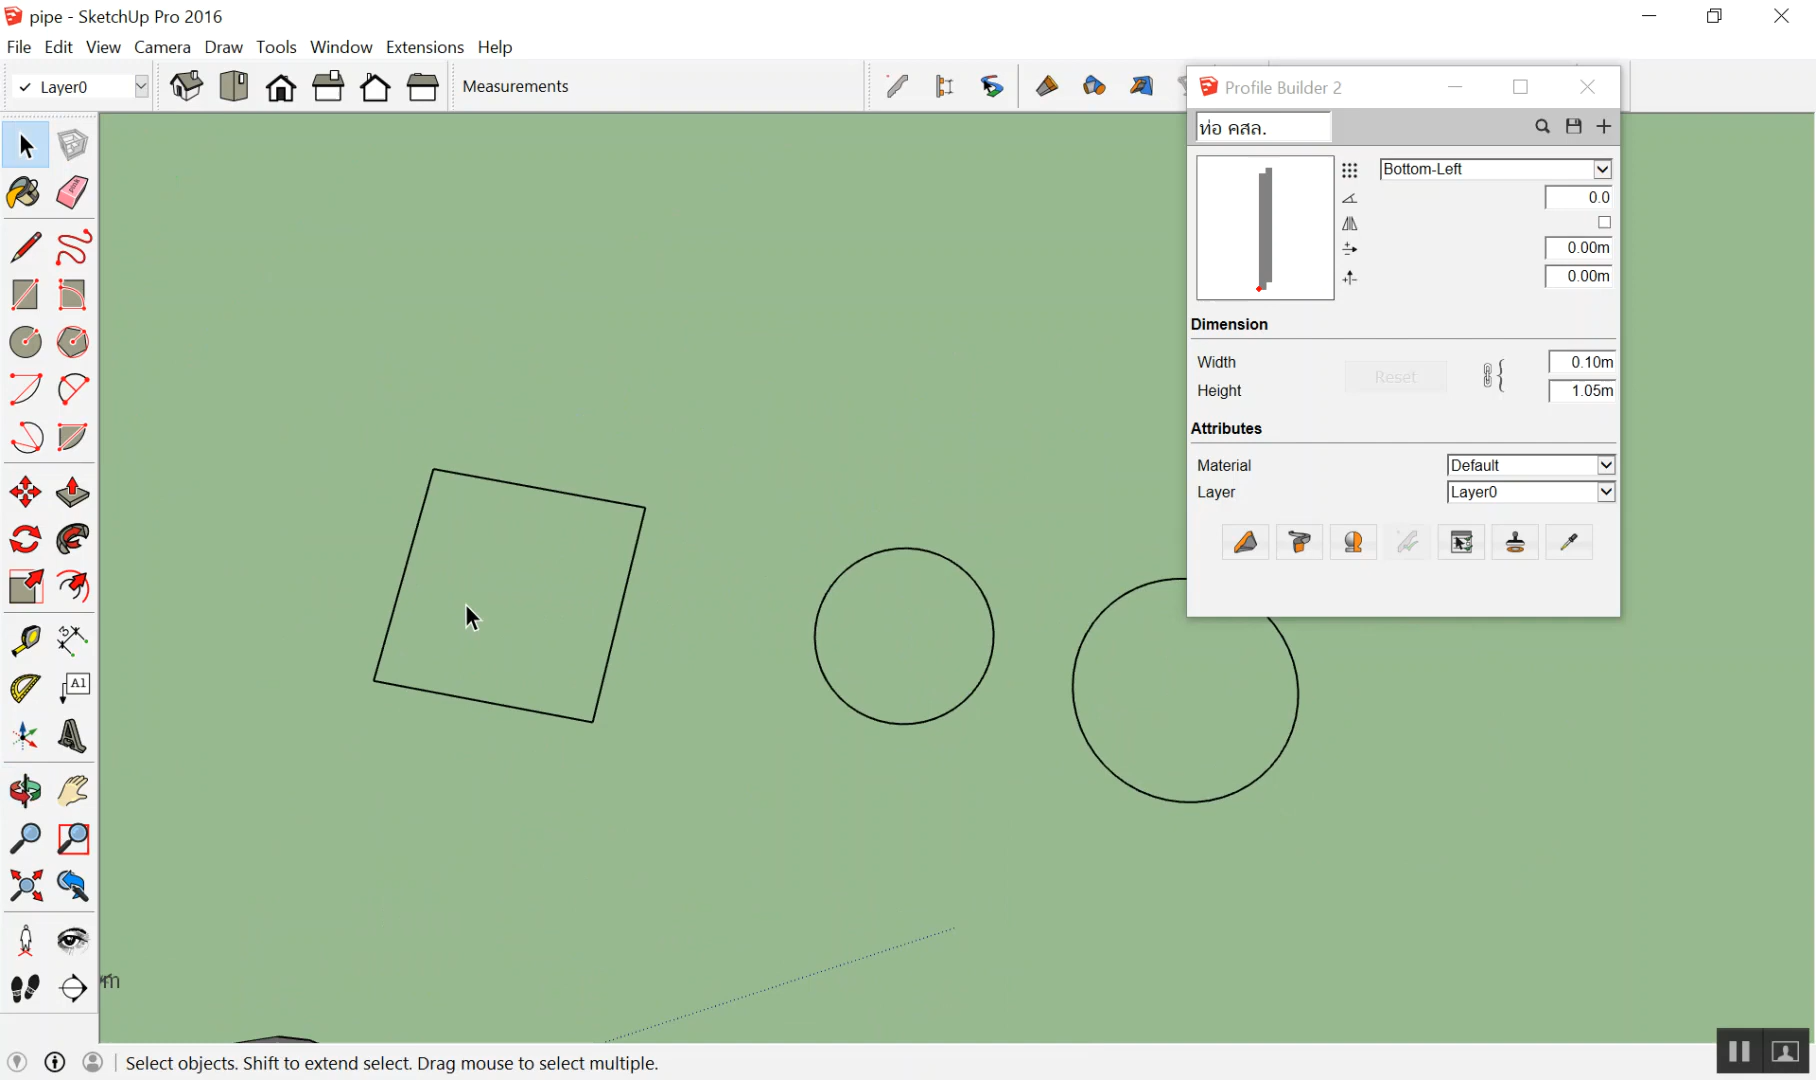 pipe - SketchUp Pro 2016
File Edit View Camera Draw Tools Window Extensions Help
Layer0
Measurements
Profile Builder 2
ท่อ คสล.
Bottom-Left
0.0
0.00m
0.00m
Dimension
Width 0.10m
Reset
Height 1.05m
Attributes
Material Default
Layer Layer0
A1
Select objects. Shift to extend select. Drag mouse to select multiple.